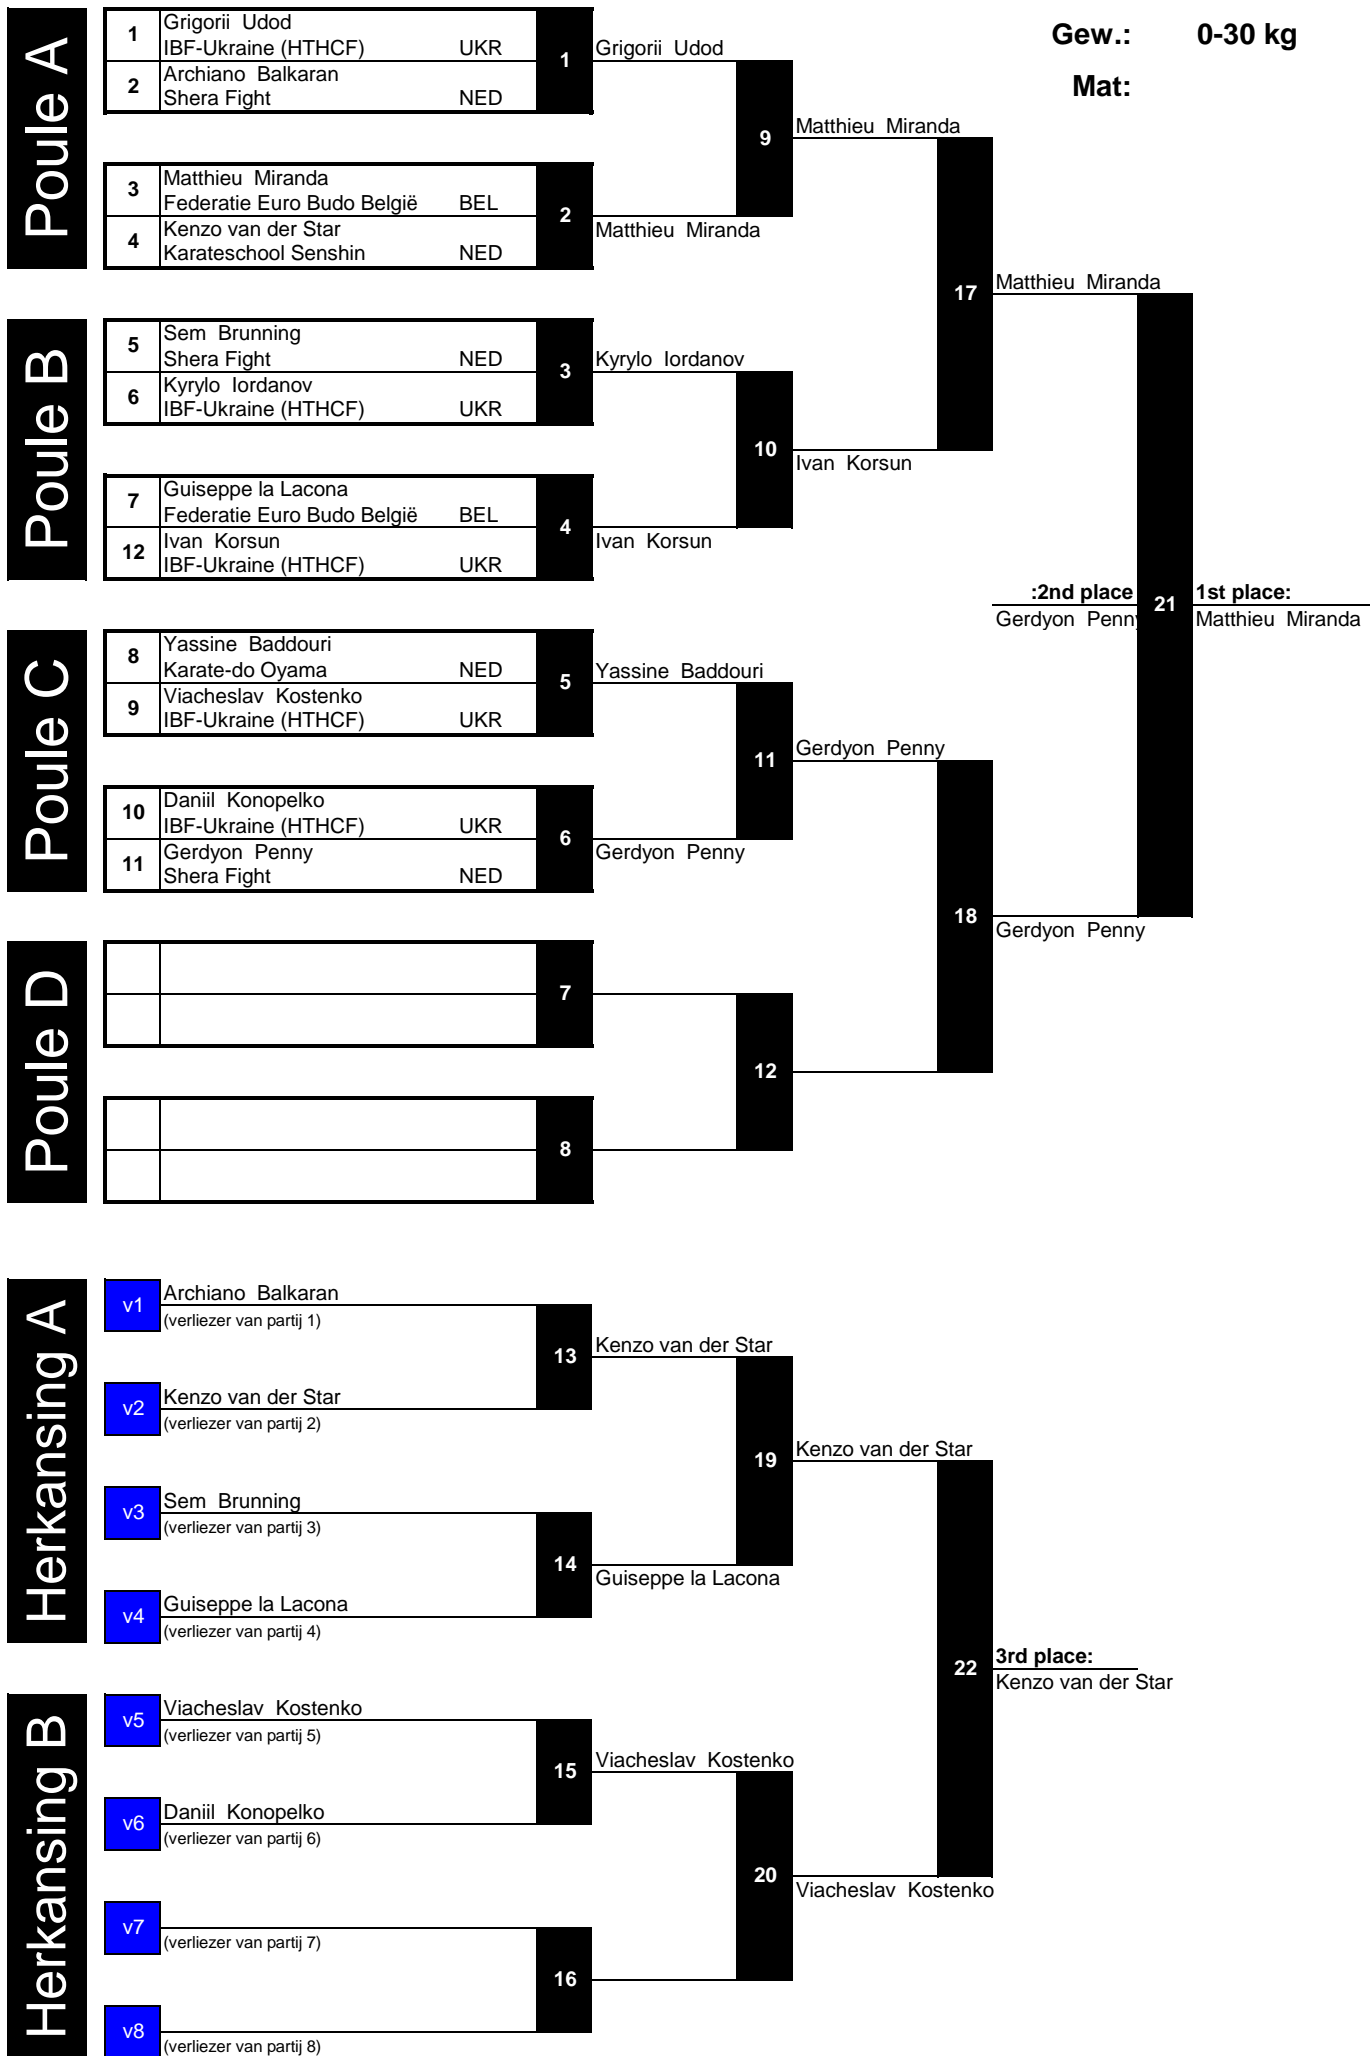 Gew.: 0-30 kg
Mat:
Poule A
1 Grigorii Udod
IBF-Ukraine (HTHCF) UKR
2 Archiano Balkaran
Shera Fight NED
1
Grigorii Udod
3 Matthieu Miranda
Federatie Euro Budo België BEL
4 Kenzo van der Star
Karateschool Senshin NED
2
Matthieu Miranda
9
Matthieu Miranda
Poule B
5 Sem Brunning
Shera Fight NED
6 Kyrylo Iordanov
IBF-Ukraine (HTHCF) UKR
3
Kyrylo Iordanov
7 Guiseppe la Lacona
Federatie Euro Budo België BEL
12 Ivan Korsun
IBF-Ukraine (HTHCF) UKR
4
Ivan Korsun
10
Ivan Korsun
17
Matthieu Miranda
Poule C
8 Yassine Baddouri
Karate-do Oyama NED
9 Viacheslav Kostenko
IBF-Ukraine (HTHCF) UKR
5
Yassine Baddouri
10 Daniil Konopelko
IBF-Ukraine (HTHCF) UKR
11 Gerdyon Penny
Shera Fight NED
6
Gerdyon Penny
11
Gerdyon Penny
Poule D
7
8
12
18
Gerdyon Penny
:2nd place
Gerdyon Penny
21
1st place:
Matthieu Miranda
Herkansing A
v1 Archiano Balkaran
(verliezer van partij 1)
v2 Kenzo van der Star
(verliezer van partij 2)
13
Kenzo van der Star
v3 Sem Brunning
(verliezer van partij 3)
v4 Guiseppe la Lacona
(verliezer van partij 4)
14
Guiseppe la Lacona
19
Kenzo van der Star
Herkansing B
v5 Viacheslav Kostenko
(verliezer van partij 5)
v6 Daniil Konopelko
(verliezer van partij 6)
15
Viacheslav Kostenko
v7
(verliezer van partij 7)
v8
(verliezer van partij 8)
16
20
Viacheslav Kostenko
22
3rd place:
Kenzo van der Star